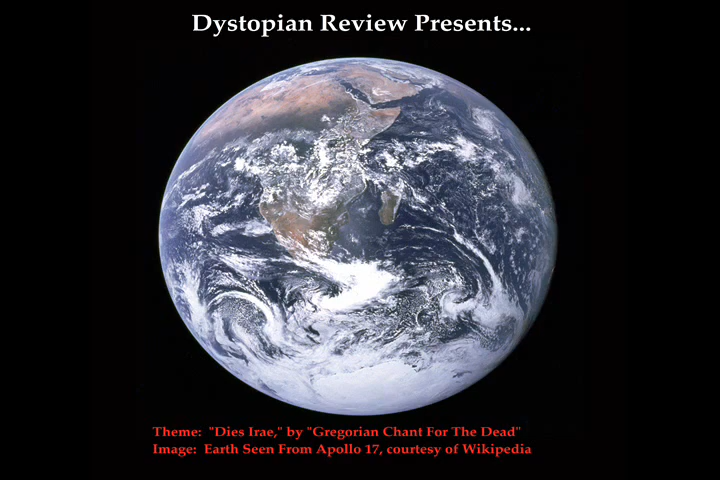 Dystopian Review Presents...
Theme:  "Dies Irae," by "Gregorian Chant For The Dead"
Image:  Earth Seen From Apollo 17, courtesy of Wikipedia